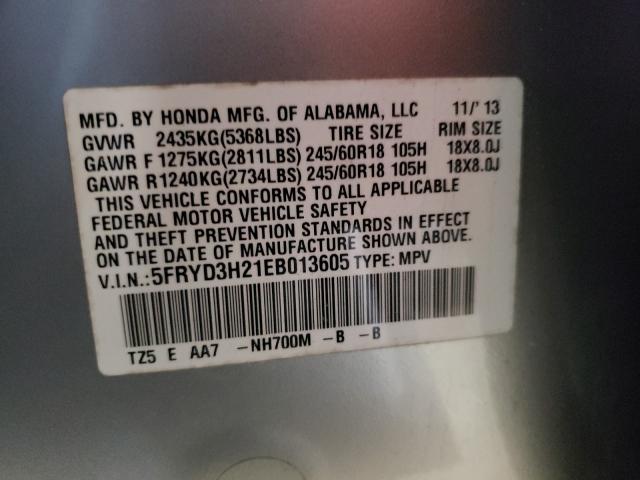 MFD. BY HONDA MFG. OF ALABAMA, LLC 11/'13
GVWR 2435KG(5368LBS) TIRE SIZE RIM SIZE
GAWR F 1275KG(2811LBS) 245/60R18 105H 18X8.0J
GAWR R1240KG(2734LBS) 245/60R18 105H 18X8.0J
THIS VEHICLE CONFORMS TO ALL APPLICABLE
FEDERAL MOTOR VEHICLE SAFETY
AND THEFT PREVENTION STANDARDS IN EFFECT
ON THE DATE OF MANUFACTURE SHOWN ABOVE.
V.I.N.:5FRYD3H21EB013605 TYPE: MPV
TZ5 E AA7 -NH700M -B -B